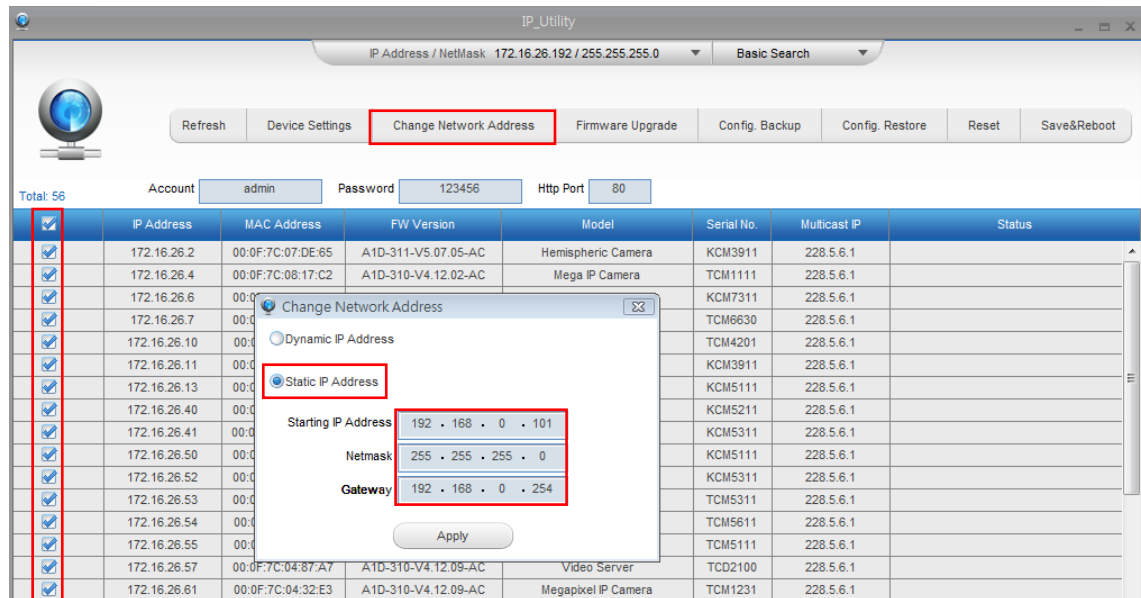 IP_Utility
IP Address / NetMask 172.16.26.192 / 255.255.255.0 Basic Search
Refresh Device Settings Change Network Address Firmware Upgrade Config. Backup Config. Restore Reset Save&Reboot
Total: 56 Account admin Password 123456 Http Port 80
IP Address MAC Address FW Version Model Serial No. Multicast IP Status
172.16.26.2 00:0F:7C:07:DE:65 A1D-311-V5.07.05-AC Hemispheric Camera KCM3911 228.5.6.1
172.16.26.4 00:0F:7C:08:17:C2 A1D-310-V4.12.02-AC Mega IP Camera TCM1111 228.5.6.1
172.16.26.6 KCM7311 228.5.6.1
172.16.26.7 TCM6630 228.5.6.1
172.16.26.10 TCM4201 228.5.6.1
172.16.26.11 KCM3911 228.5.6.1
172.16.26.13 KCM5111 228.5.6.1
172.16.26.40 KCM5211 228.5.6.1
172.16.26.41 KCM5311 228.5.6.1
172.16.26.50 KCM5111 228.5.6.1
172.16.26.52 KCM5311 228.5.6.1
172.16.26.53 TCM5311 228.5.6.1
172.16.26.54 TCM5611 228.5.6.1
172.16.26.55 TCM5111 228.5.6.1
172.16.26.57 00:0F:7C:04:87:A7 A1D-310-V4.12.09-AC Video Server TCD2100 228.5.6.1
172.16.26.61 00:0F:7C:04:32:E3 A1D-310-V4.12.09-AC Megapixel IP Camera TCM1231 228.5.6.1
Change Network Address
Dynamic IP Address
Static IP Address
Starting IP Address 192 . 168 . 0 . 101
Netmask 255 . 255 . 255 . 0
Gateway 192 . 168 . 0 . 254
Apply